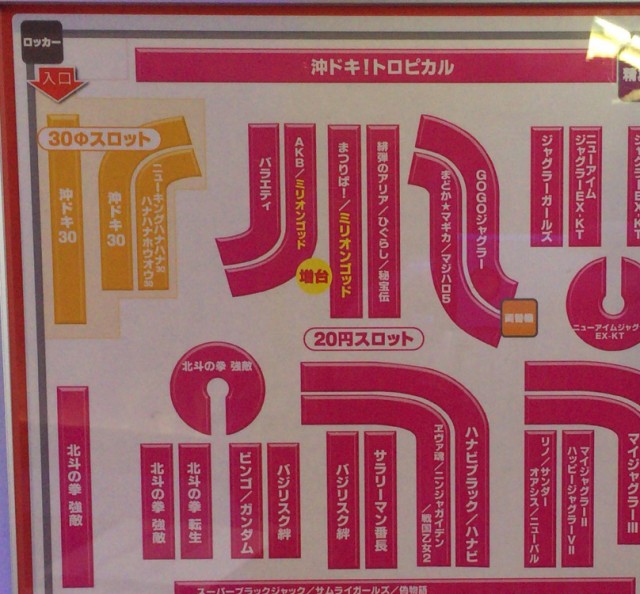 ロッカー
入口
沖ドキ!トロピカル
30Φスロット
沖ドキ30
沖ドキ30
ニューキングハナハナ30
ハナハナホウオウ30
バラエティ
AKB/ミリオンゴッド
増台
まつりば!/ミリオンゴッド
緋弾のアリア/ひぐらし/秘宝伝
GOGOジャグラー
まどか★マギカ/マジハロ5
両替機
ジャグラーガールズ
ニューアイム
ジャグラーEX-KT
ジャグラーEX-KT
ニューアイムジャグ
EX-KT
20円スロット
北斗の拳 強敵
北斗の拳 強敵
北斗の拳 強敵
北斗の拳 転生
ビンゴ/ガンダム
バジリスク絆
バジリスク絆
サラリーマン番長
ヱヴァ魂/ニンジャガイデン
/戦国乙女2
ハナビブラック/ハナビ
リノ/サンダー
オアシス/ニューパル
マイジャグラーII
ハッピージャグラーVII
マイジャグラーIII
スーパーブラックジャック/サムライガールズ/偽物語